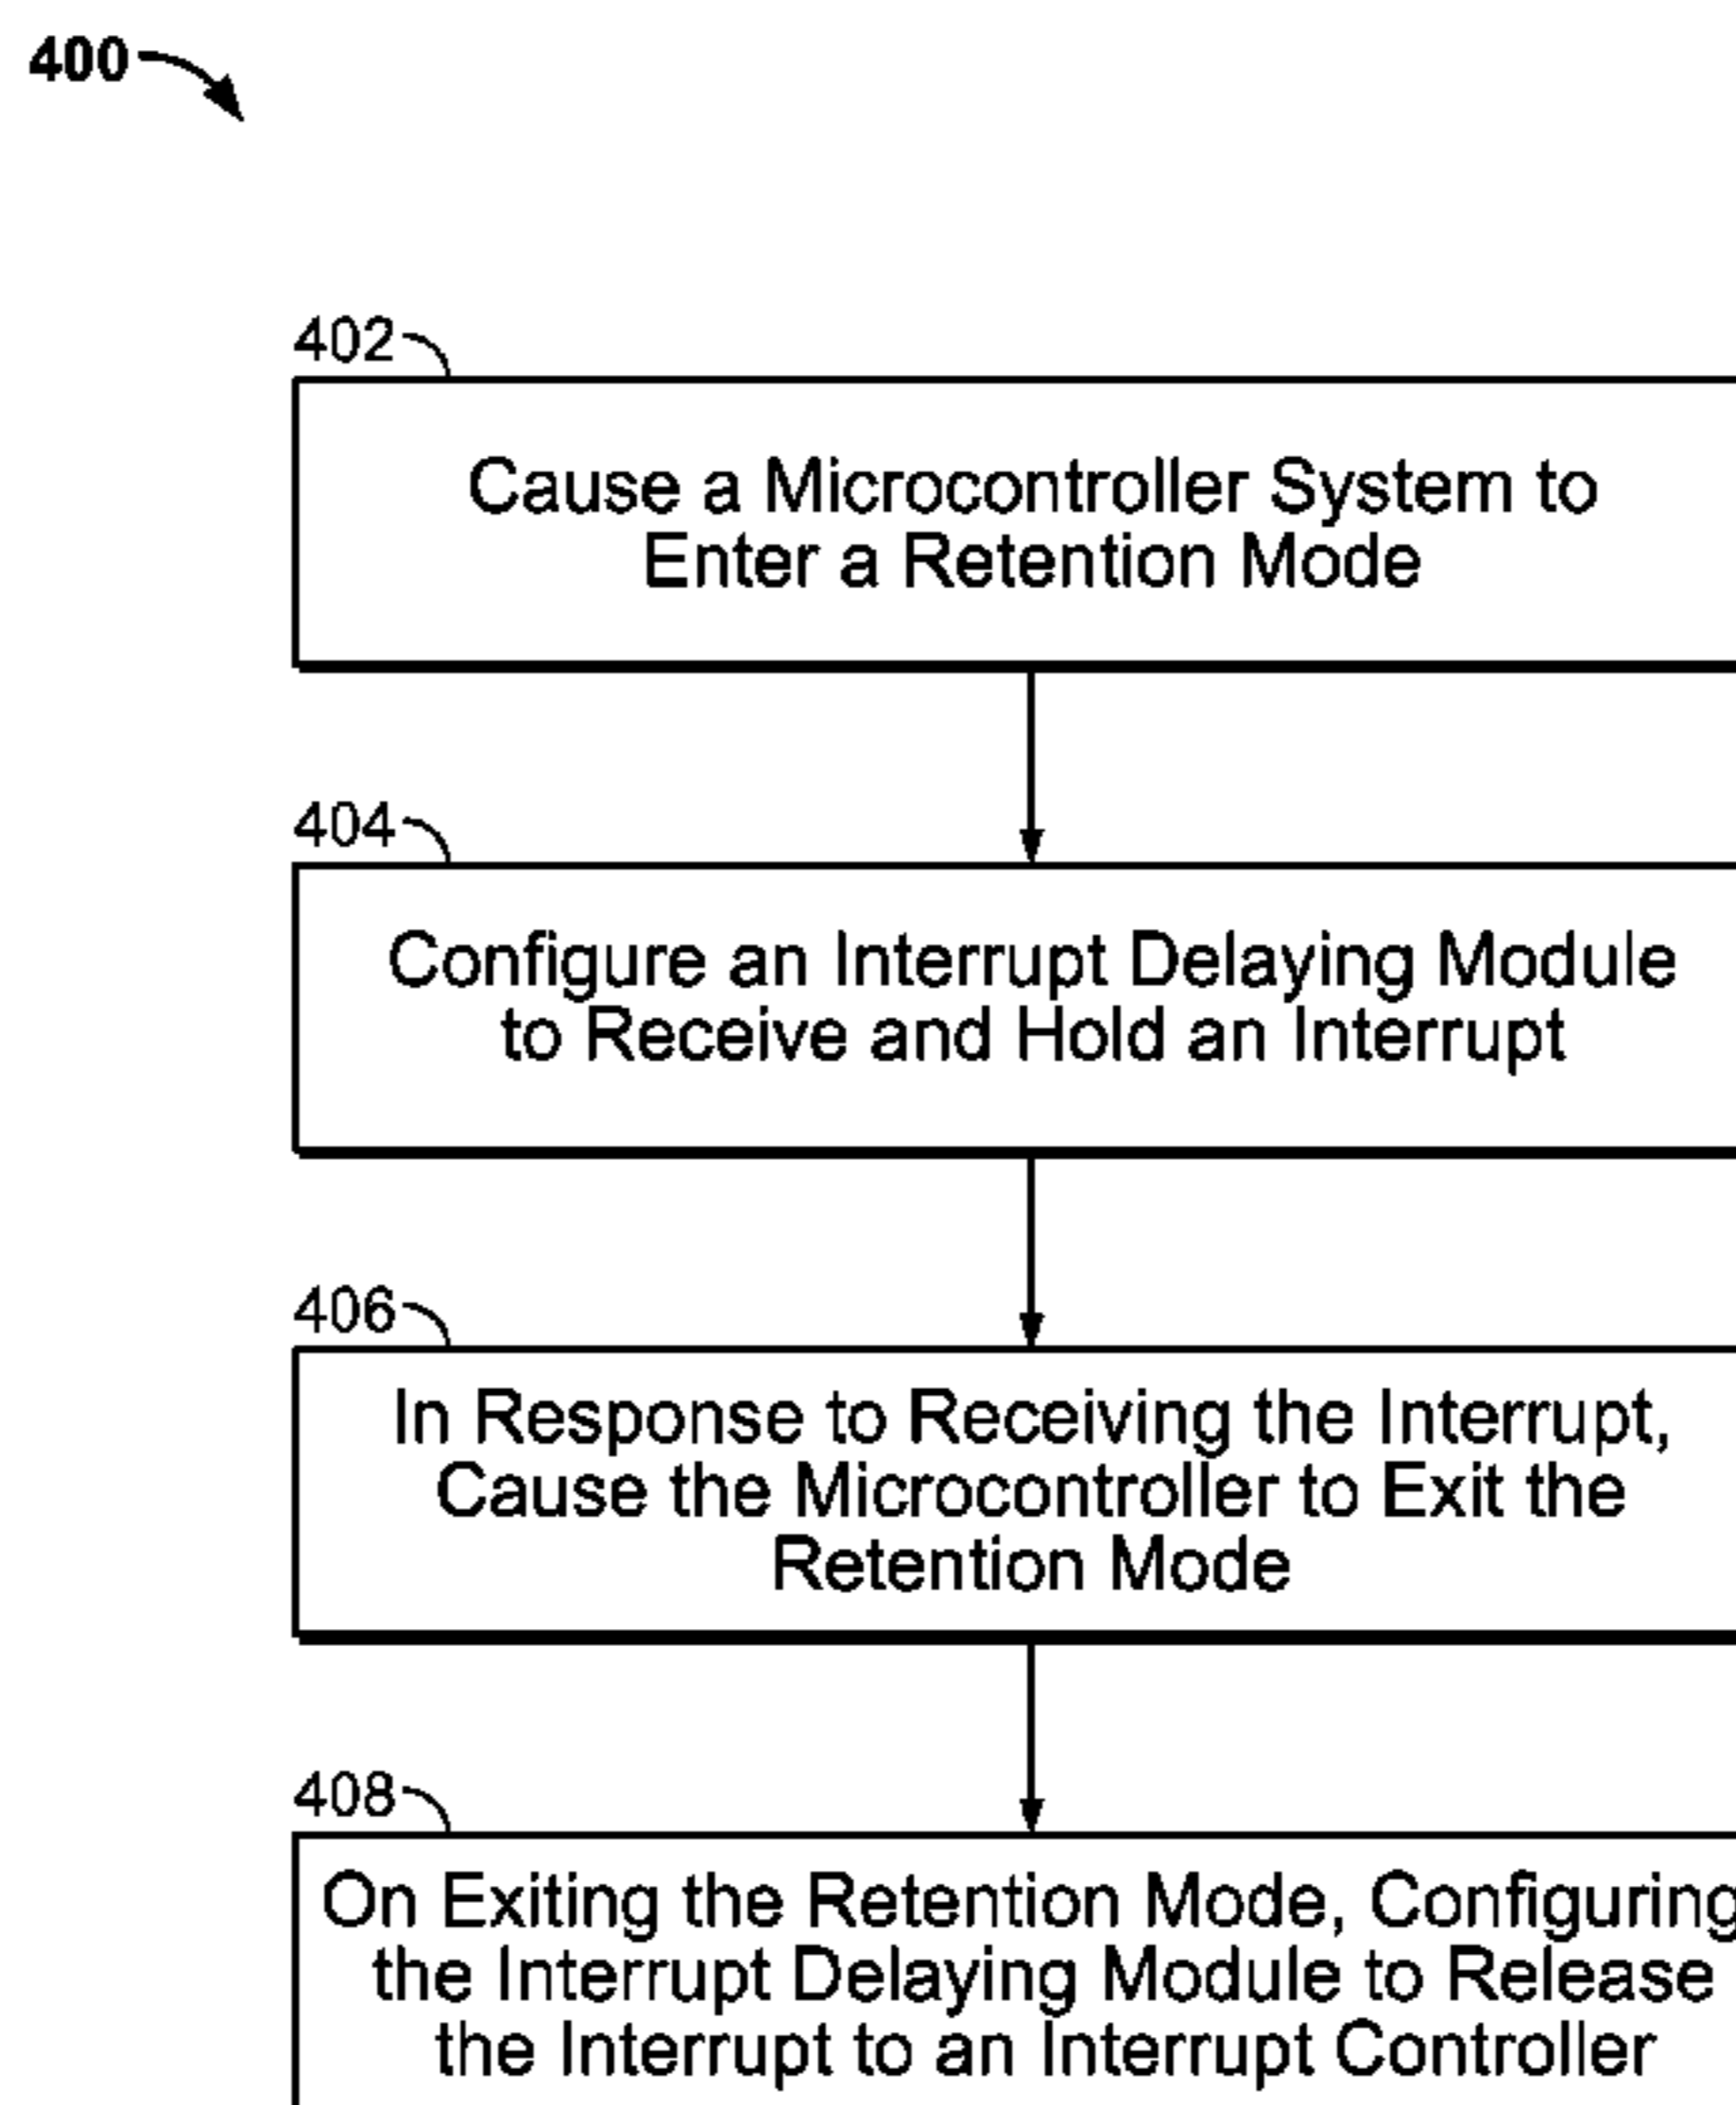 400
402
Cause a Microcontroller System to
Enter a Retention Mode
404
Configure an Interrupt Delaying Module
to Receive and Hold an Interrupt
406
In Response to Receiving the Interrupt,
Cause the Microcontroller to Exit the
Retention Mode
408
On Exiting the Retention Mode, Configuring
the Interrupt Delaying Module to Release
the Interrupt to an Interrupt Controller